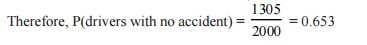 Therefore, P(drivers with no accident) = 1305/2000 = 0.653